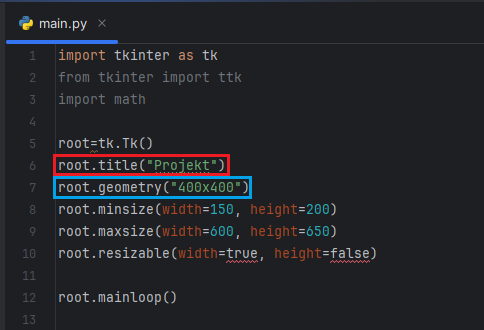 main.py ×
1 import tkinter as tk
2 from tkinter import ttk
3 import math
4
5 root=tk.Tk()
6 root.title("Projekt")
7 root.geometry("400x400")
8 root.minsize(width=150, height=200)
9 root.maxsize(width=600, height=650)
10 root.resizable(width=true, height=false)
11
12 root.mainloop()
13